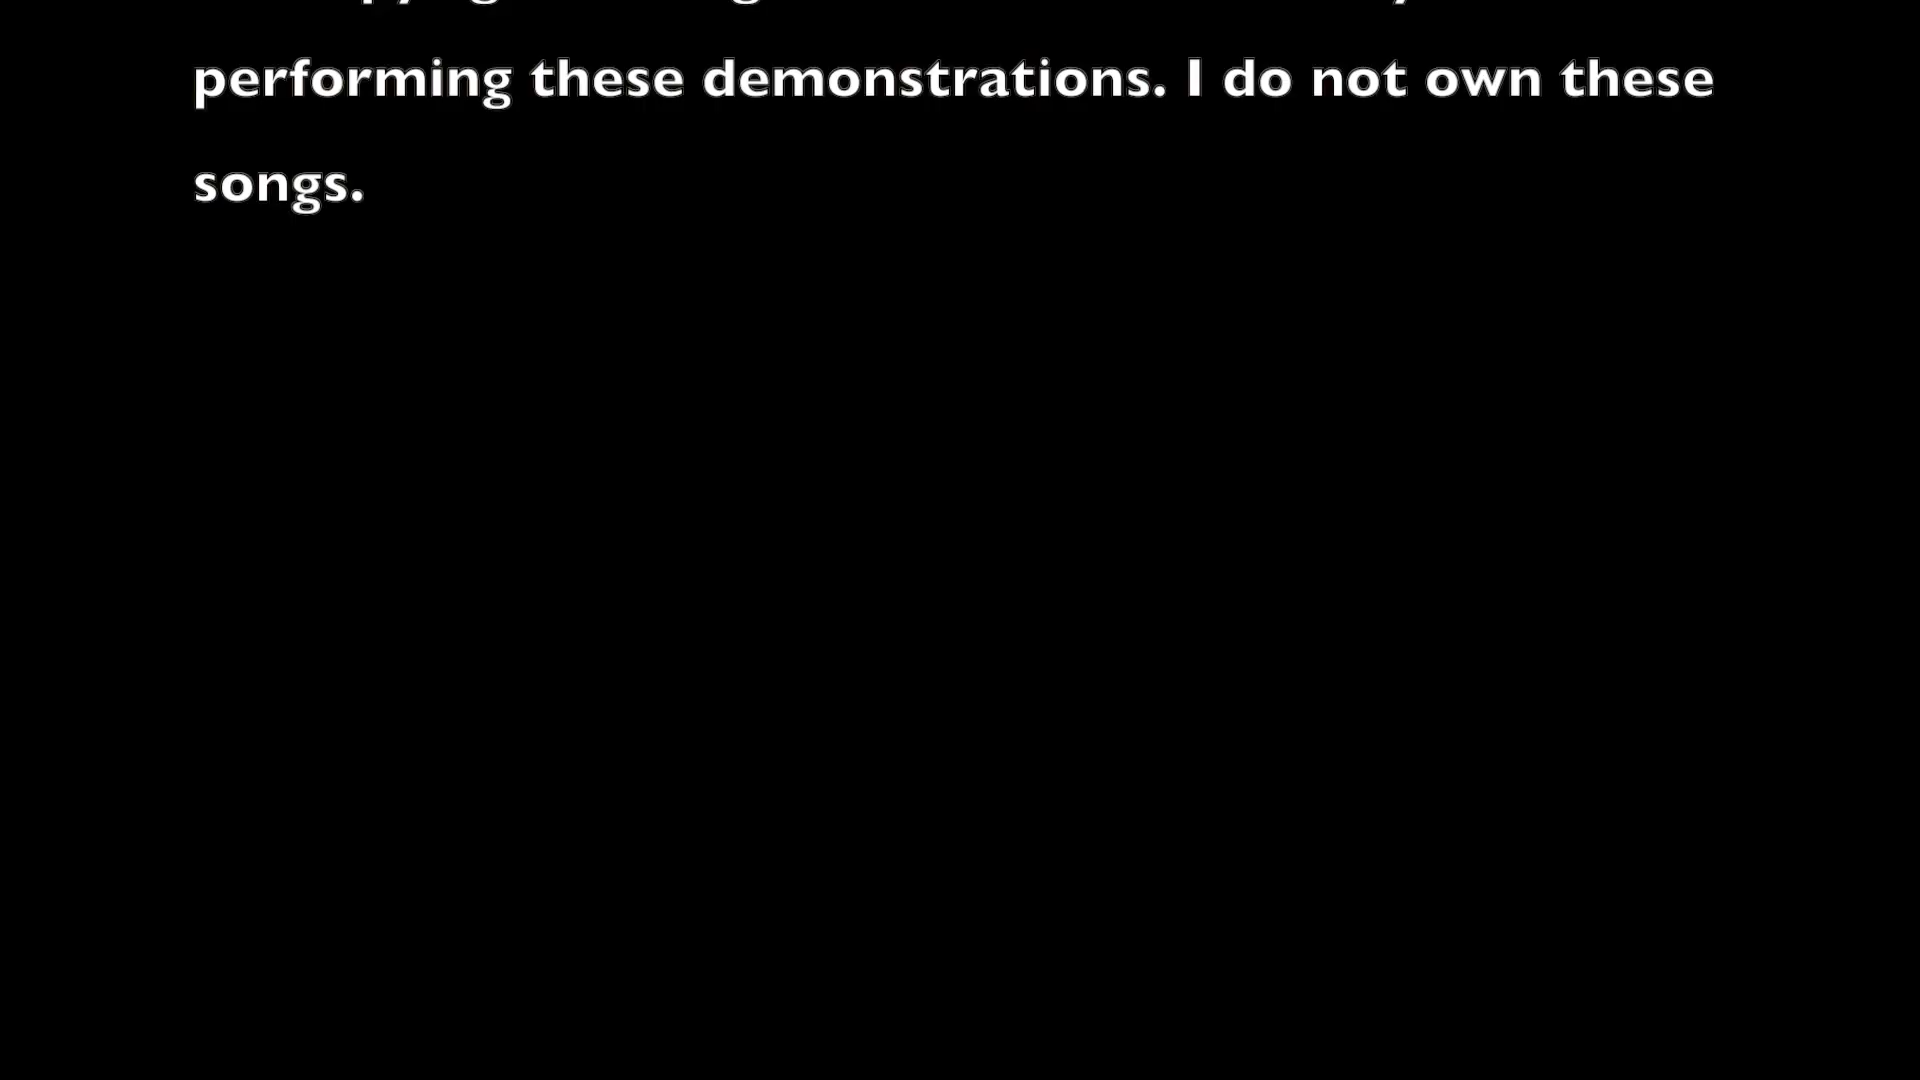 performing these demonstrations. I do not own these
songs.